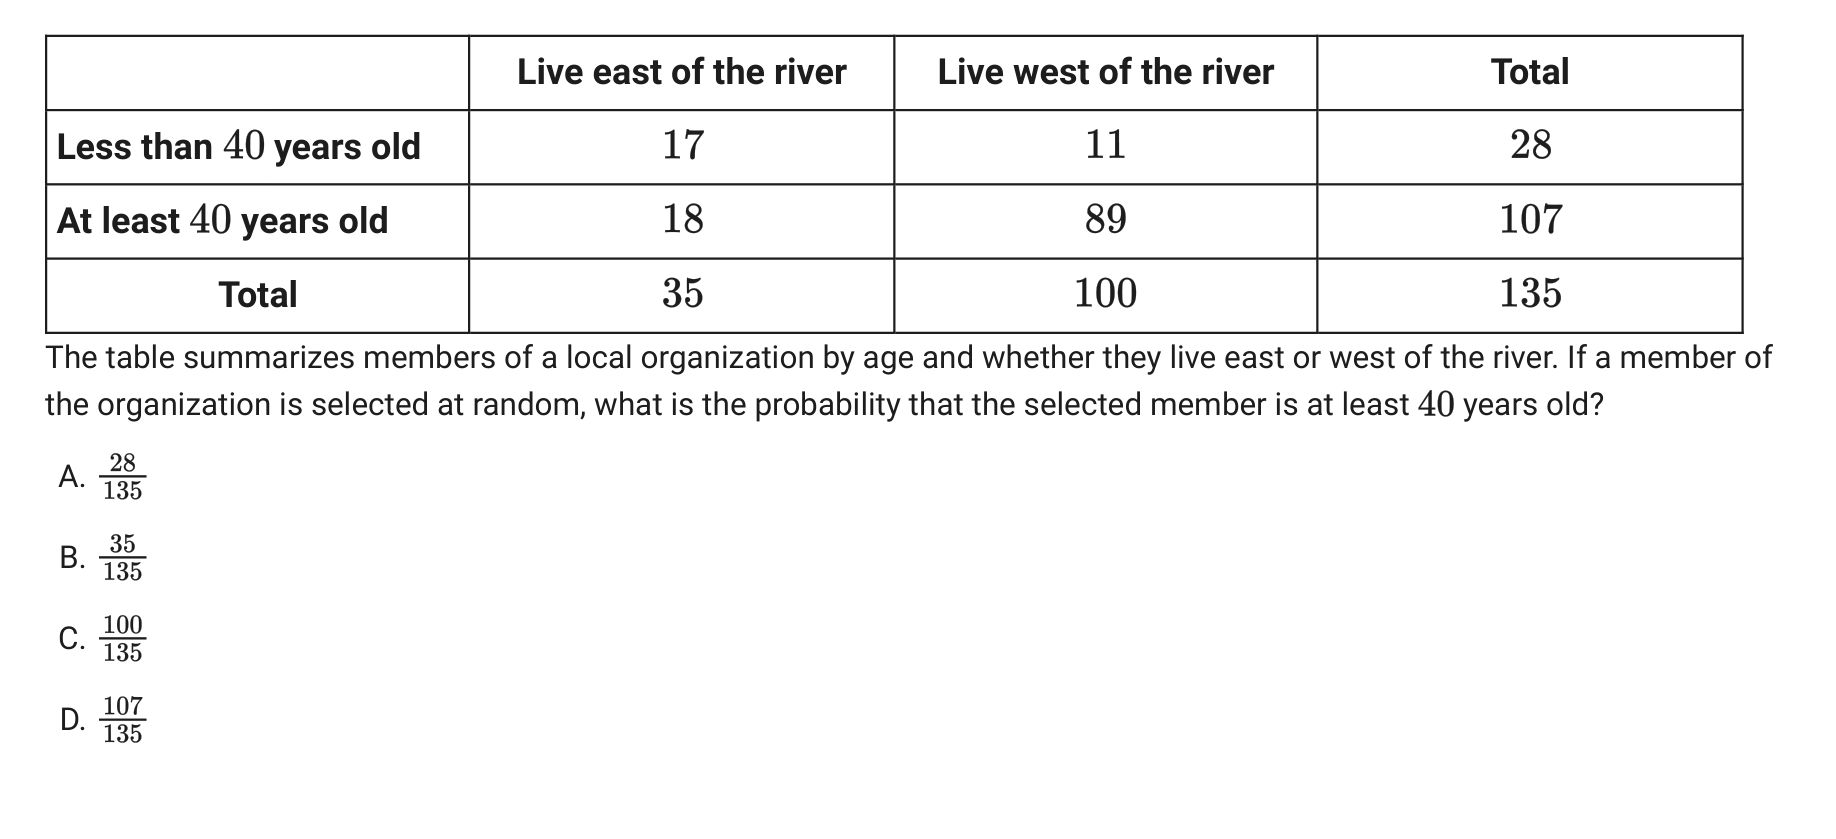 Live east of the river Live west of the river Total
Less than 40 years old 17 11 28
At least 40 years old 18 89 107
Total 35 100 135
The table summarizes members of a local organization by age and whether they live east or west of the river. If a member of
the organization is selected at random, what is the probability that the selected member is at least 40 years old?
A. 28/135
B. 35/135
C. 100/135
D. 107/135